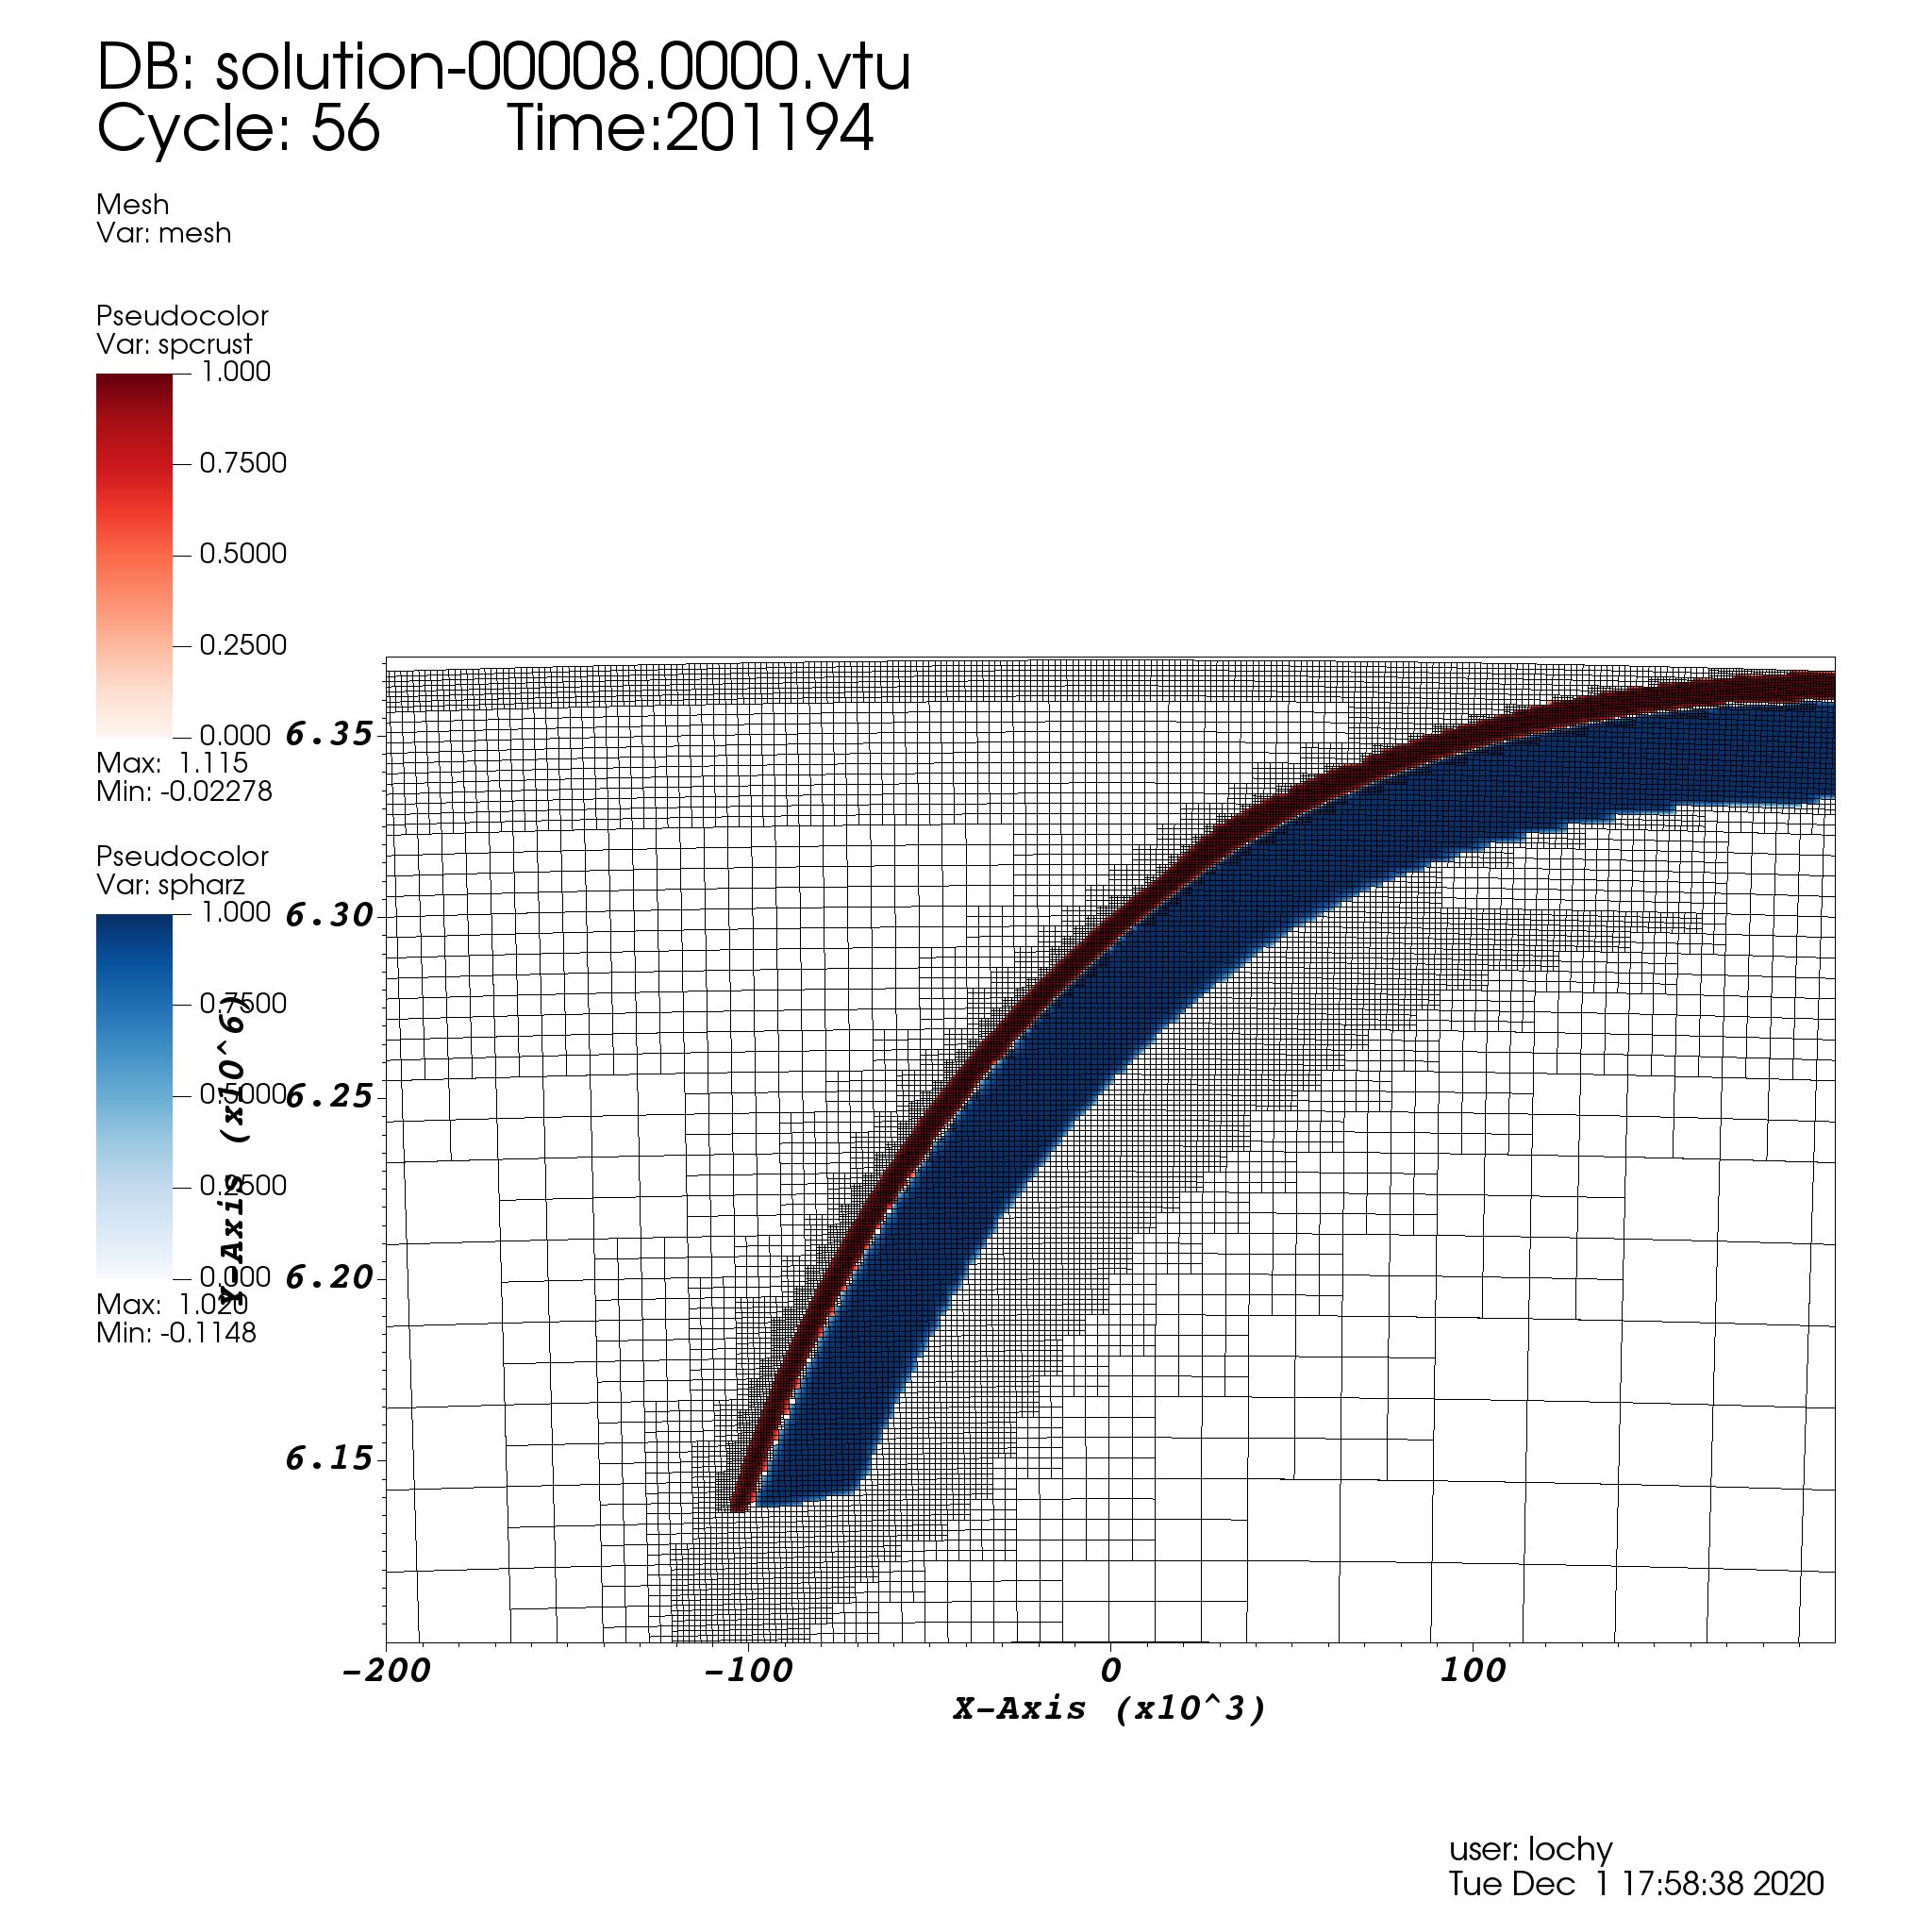 DB: solution-00008.0000.vtu
Cycle: 56 Time:201194
Mesh
Var: mesh
Pseudocolor
Var: spcrust
1.000
0.7500
0.5000
0.2500
0.000
Max: 1.115
Min: -0.02278
Pseudocolor
Var: spharz
1.000
0.7500
0.5000
0.2500
0.000
Max: 1.020
Min: -0.1148
Y-Axis (x10^6)
6.35
6.30
6.25
6.20
6.15
-200
-100
0
100
X-Axis (x10^3)
user: lochy
Tue Dec 1 17:58:38 2020